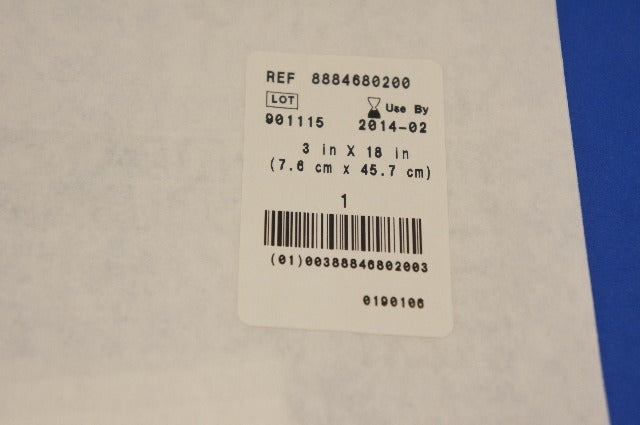 REF 8884680200
LOT Use By
901115 2014-02
3 in X 18 in
(7.6 cm x 45.7 cm)
1
(01)00388846802003
0190106